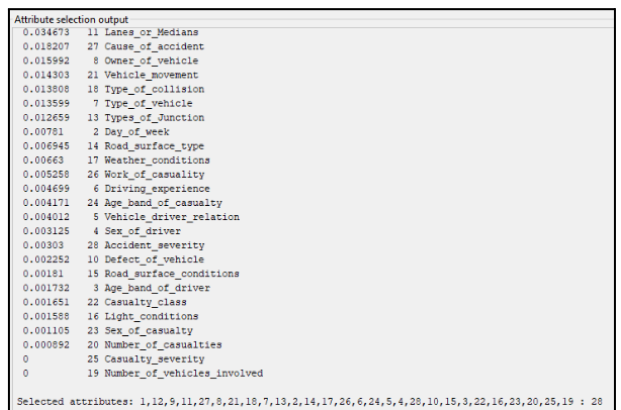 Attribute selection output
0.034673 11 Lanes_or_Medians
0.018207 27 Cause_of_accident
0.015992 8 Owner_of_vehicle
0.014303 21 Vehicle_movement
0.013808 18 Type_of_collision
0.013599 7 Type_of_vehicle
0.012659 13 Types_of_Junction
0.00781 2 Day_of_week
0.006945 14 Road_surface_type
0.00663 17 Weather_conditions
0.005258 26 Work_of_casuality
0.004699 6 Driving_experience
0.004171 24 Age_band_of_casualty
0.004012 5 Vehicle_driver_relation
0.003125 4 Sex_of_driver
0.00303 28 Accident_severity
0.002252 10 Defect_of_vehicle
0.00181 15 Road_surface_conditions
0.001732 3 Age_band_of_driver
0.001651 22 Casualty_class
0.001588 16 Light_conditions
0.001105 23 Sex_of_casualty
0.000892 20 Number_of_casualties
0 25 Casualty_severity
0 19 Number_of_vehicles_involved
Selected attributes: 1,12,9,11,27,8,21,18,7,13,2,14,17,26,6,24,5,4,28,10,15,3,22,16,23,20,25,19 : 28